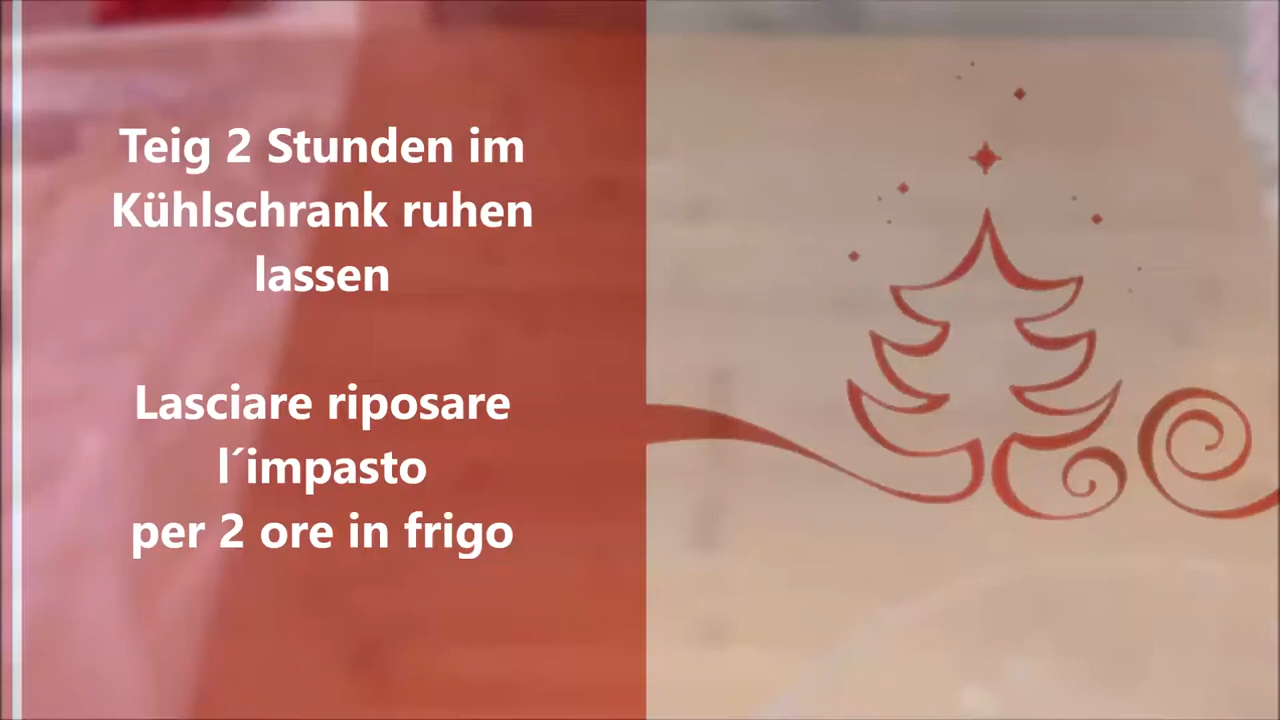 Teig 2 Stunden im
Kühlschrank ruhen
lassen
Lasciare riposare
l´impasto
per 2 ore in frigo